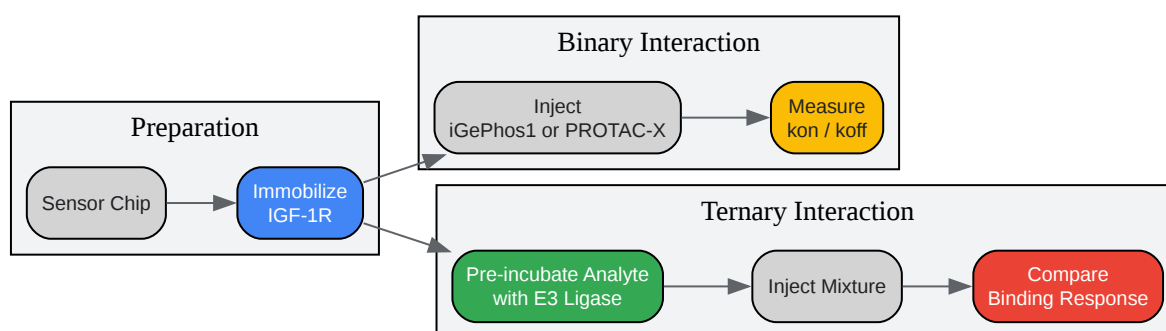 Preparation
Sensor Chip
Immobilize
IGF-1R
Binary Interaction
Inject
iGePhos1 or PROTAC-X
Measure
kon / koff
Ternary Interaction
Pre-incubate Analyte
with E3 Ligase
Inject Mixture
Compare
Binding Response